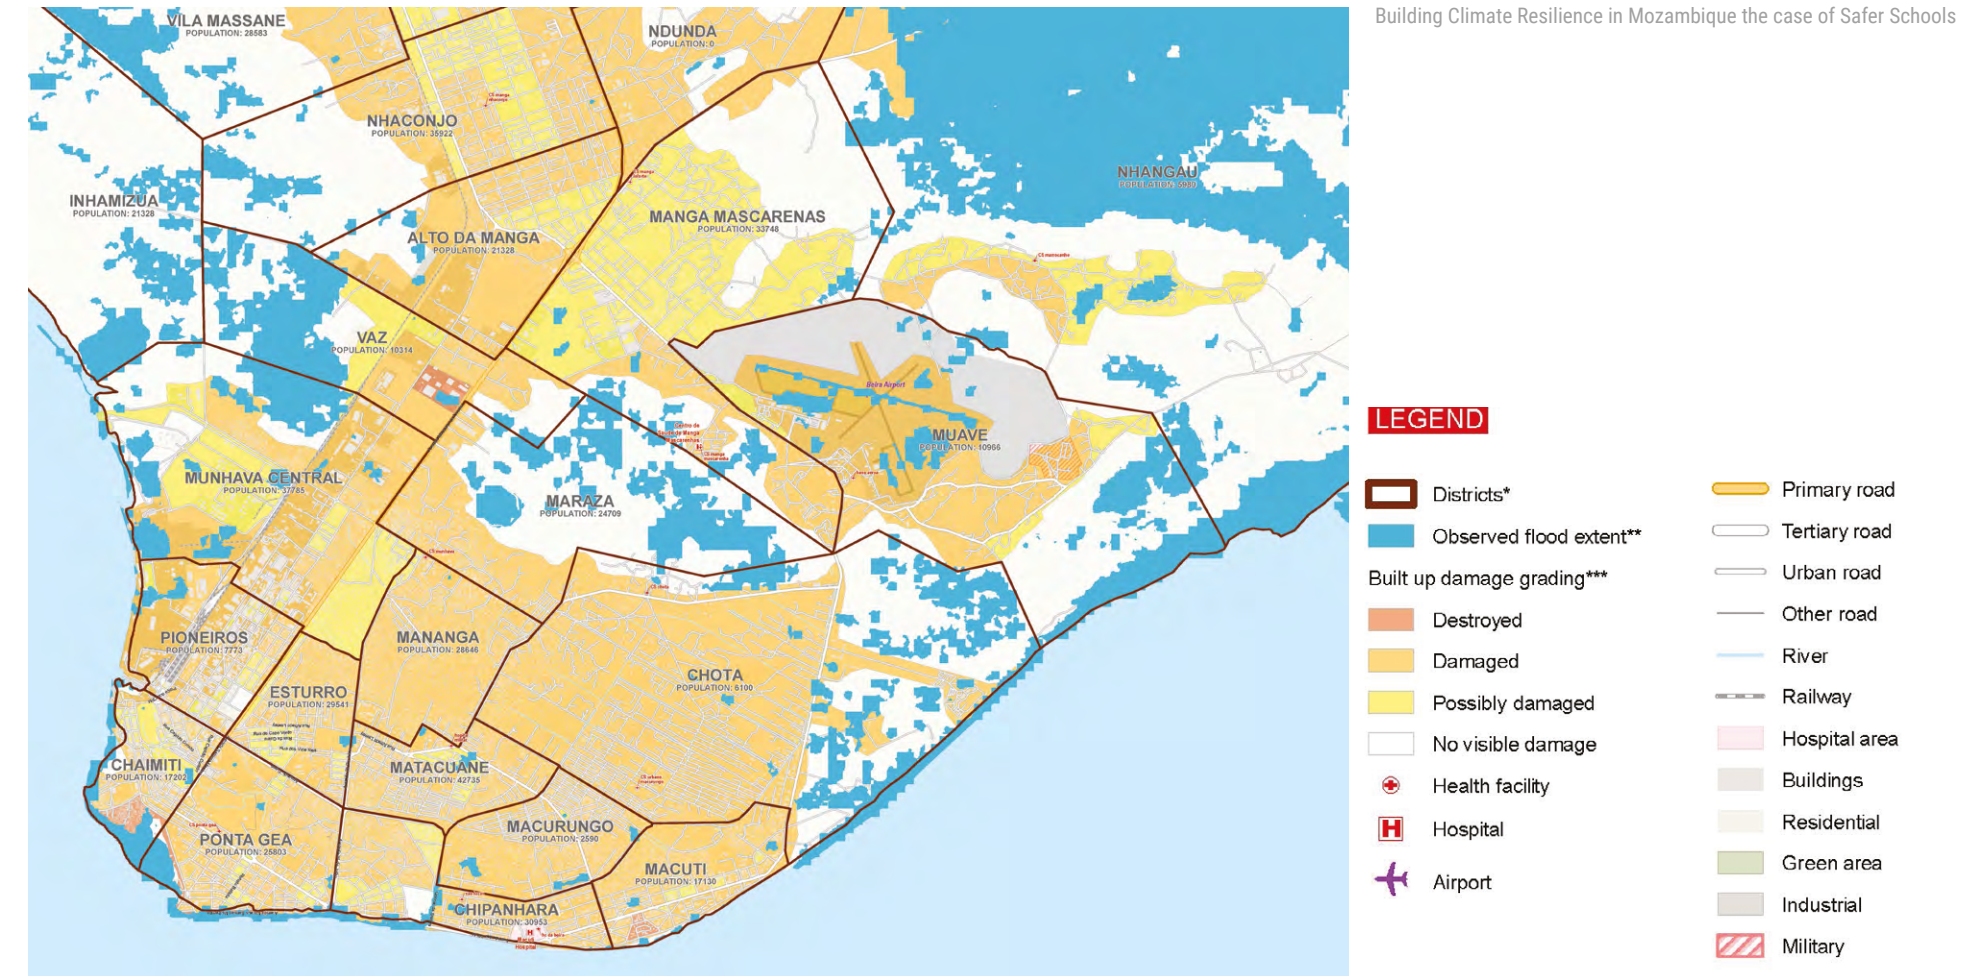 Building Climate Resilience in Mozambique the case of Safer Schools
VILA MASSANE
POPULATION: 28583
NDUNDA
POPULATION: 0
NHACONJO
POPULATION: 35922
NHANGAU
INHAMIZUA
POPULATION: 21328
MANGA MASCARENAS
POPULATION: 33748
ALTO DA MANGA
POPULATION: 21328
VAZ
POPULATION: 10314
Beira Airport
MUAVE
POPULATION: 10966
MUNHAVA CENTRAL
POPULATION: 37785
MARAZA
POPULATION: 24709
PIONEIROS
POPULATION: 7773
MANANGA
POPULATION: 28646
CHOTA
POPULATION: 6100
ESTURRO
POPULATION: 29541
CHAIMITI
POPULATION: 17202
MATACUANE
POPULATION: 42735
PONTA GEA
POPULATION: 25803
MACURUNGO
POPULATION: 2590
MACUTI
POPULATION: 17130
CHIPANHARA
POPULATION: 30953
H
Hospital
LEGEND
Districts*
Observed flood extent**
Built up damage grading***
Destroyed
Damaged
Possibly damaged
No visible damage
Health facility
H Hospital
Airport
Primary road
Tertiary road
Urban road
Other road
River
Railway
Hospital area
Buildings
Residential
Green area
Industrial
Military